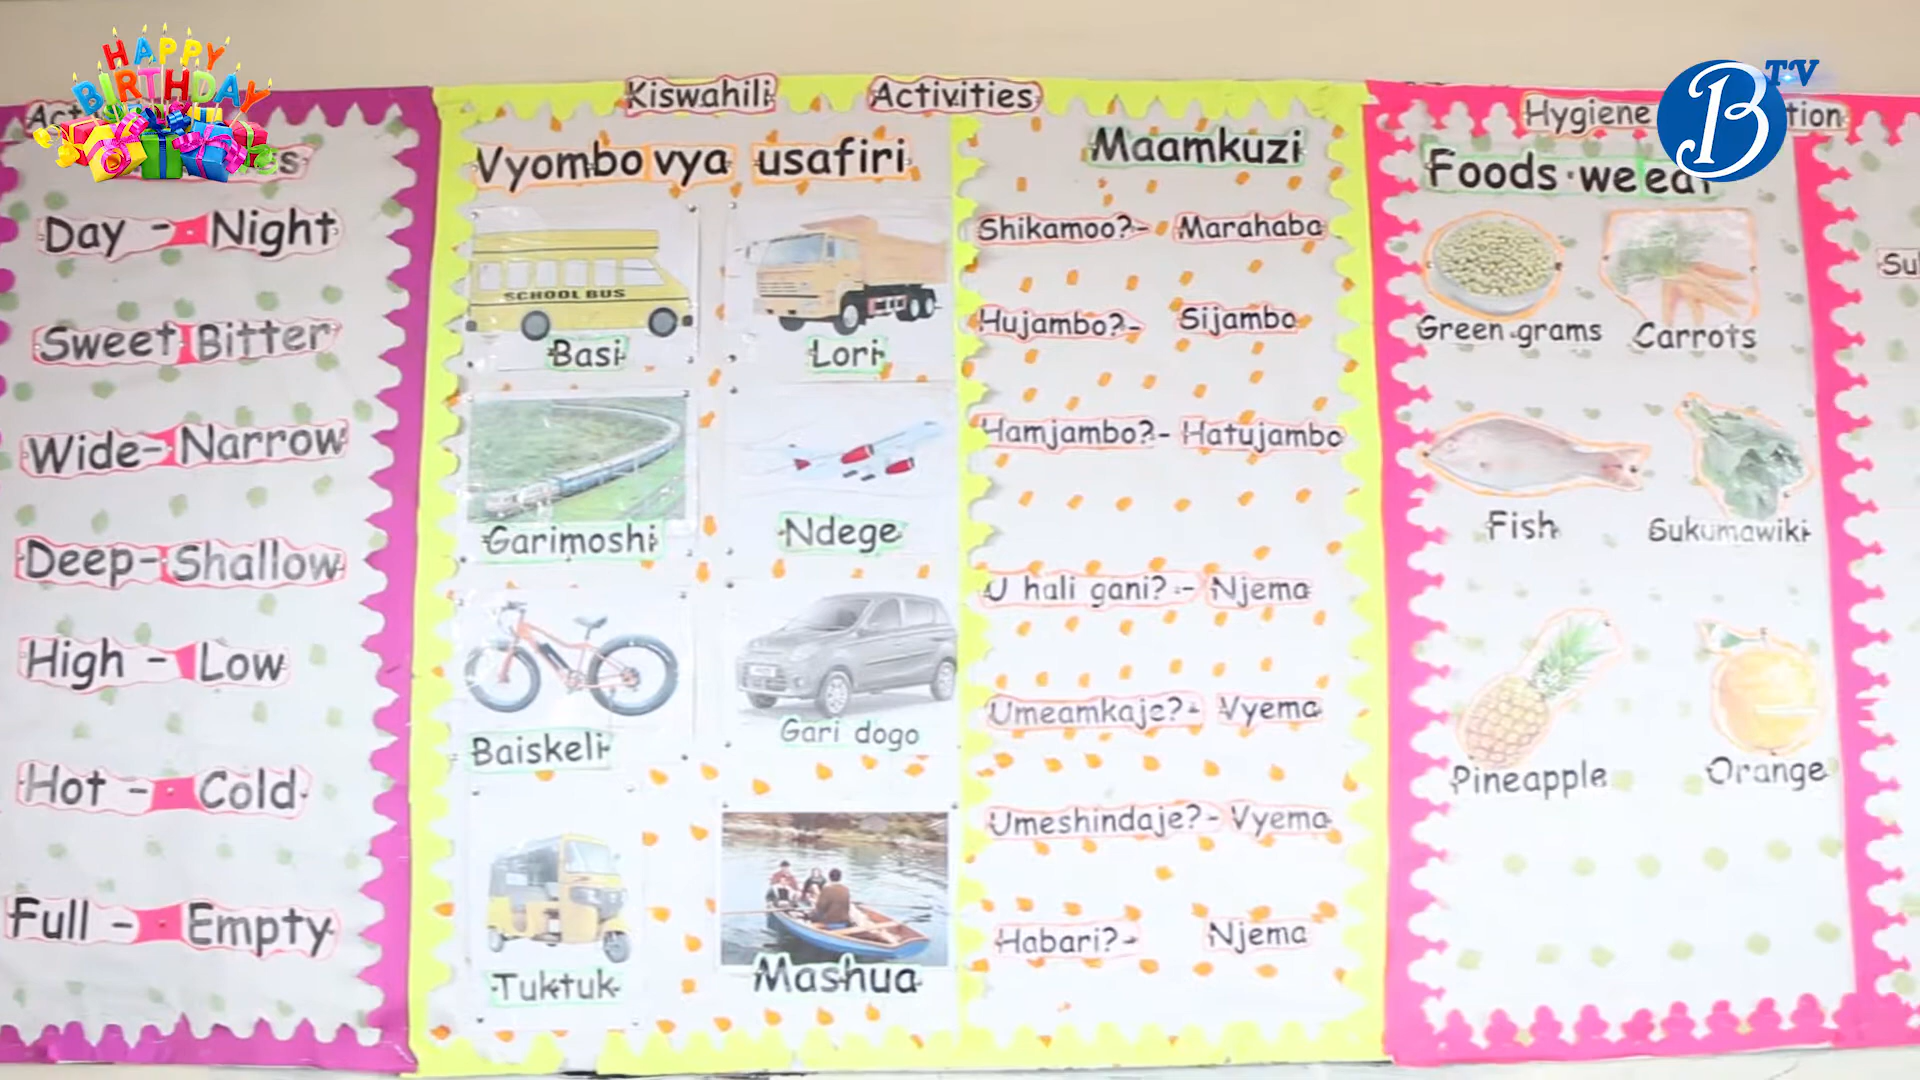 HAPPY
BIRTHDAY
B TV
Day - Night
Sweet Bitter
Wide - Narrow
Deep - Shallow
High - Low
Hot - Cold
Full - Empty
Kiswahili Activities
Vyombo vya usafiri
SCHOOL BUS
Basi
Lori
Garimoshi
Ndege
Baiskeli
Gari dogo
Tuktuk
Mashua
Maamkuzi
Shikamoo? - Marahaba
Hujambo? - Sijambo
Hamjambo? - Hatujambo
U hali gani? - Njema
Umeamkaje? - Vyema
Umeshindaje? - Vyema
Habari? - Njema
Hygiene
Foods we eat
Green grams
Carrots
Fish
Sukumawiki
Pineapple
Orange